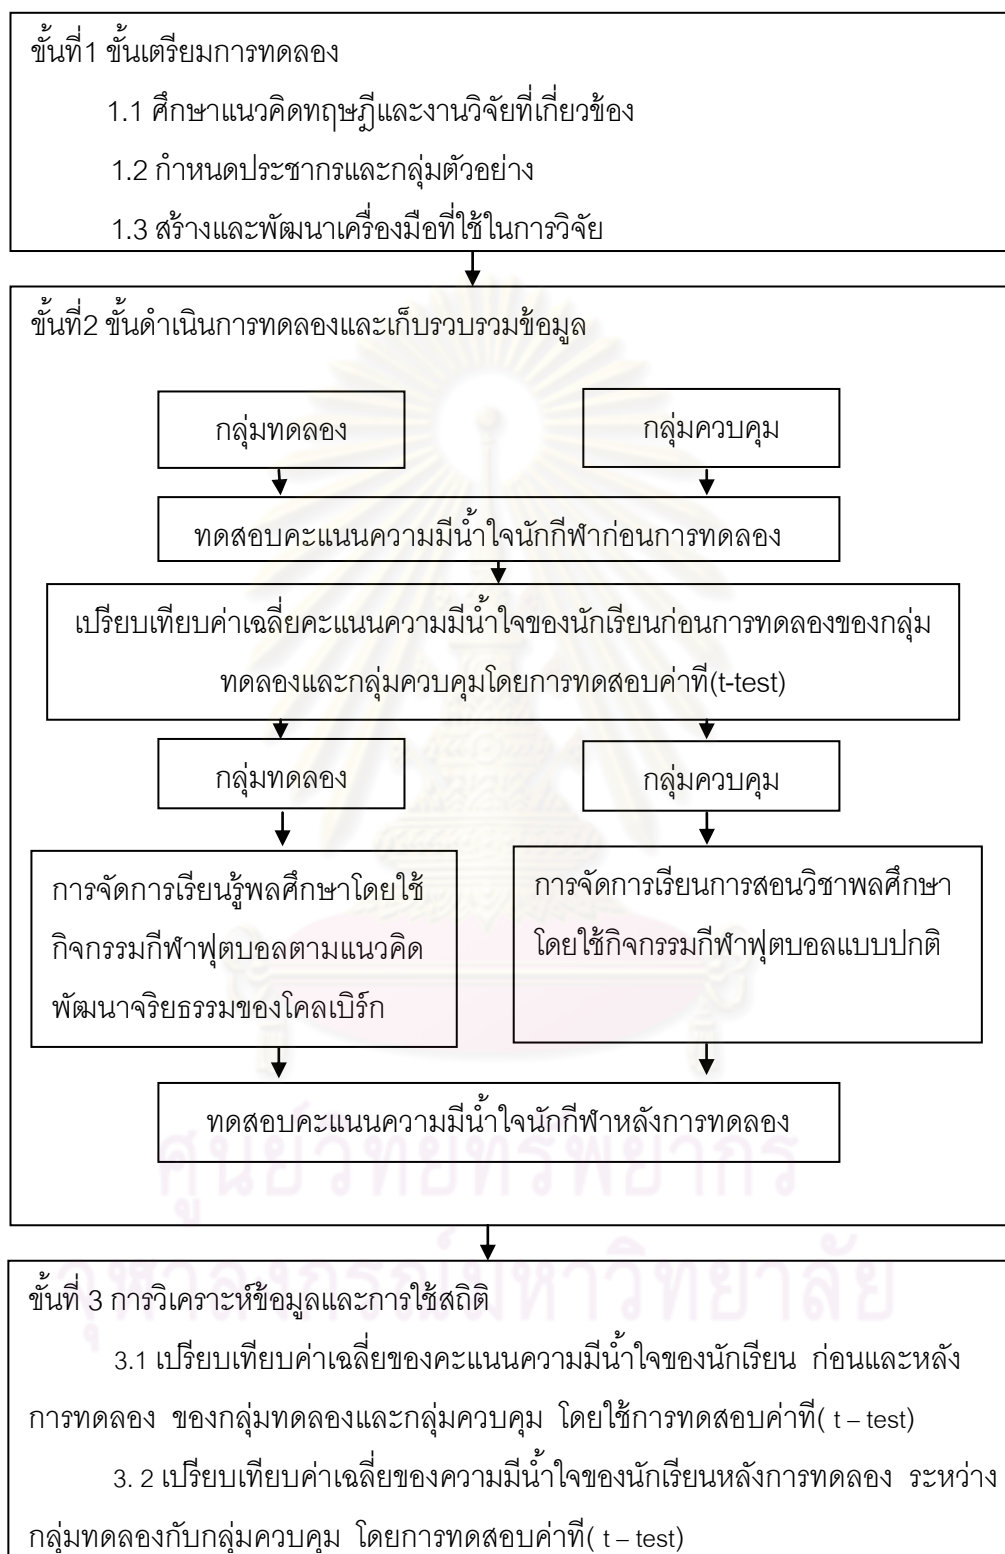 ขั้นที่1 ขั้นเตรียมการทดลอง
1.1 ศึกษาแนวคิดทฤษฎีและงานวิจัยที่เกี่ยวข้อง
1.2 กำหนดประชากรและกลุ่มตัวอย่าง
1.3 สร้างและพัฒนาเครื่องมือที่ใช้ในการวิจัย
ขั้นที่2 ขั้นดำเนินการทดลองและเก็บรวบรวมข้อมูล
กลุ่มทดลอง
กลุ่มควบคุม
ทดสอบคะแนนความมีน้ำใจนักกีฬาก่อนการทดลอง
เปรียบเทียบค่าเฉลี่ยคะแนนความมีน้ำใจของนักเรียนก่อนการทดลองของกลุ่ม
ทดลองและกลุ่มควบคุมโดยการทดสอบค่าที(t-test)
กลุ่มทดลอง
กลุ่มควบคุม
การจัดการเรียนรู้พลศึกษาโดยใช้
กิจกรรมกีฬาฟุตบอลตามแนวคิด
พัฒนาจริยธรรมของโคลเบิร์ก
การจัดการเรียนการสอนวิชาพลศึกษา
โดยใช้กิจกรรมกีฬาฟุตบอลแบบปกติ
ทดสอบคะแนนความมีน้ำใจนักกีฬาหลังการทดลอง
ศูนย์วิทยทรัพยากร
จุฬาลงกรณ์มหาวิทยาลัย
ขั้นที่ 3 การวิเคราะห์ข้อมูลและการใช้สถิติ
3.1 เปรียบเทียบค่าเฉลี่ยของคะแนนความมีน้ำใจของนักเรียน ก่อนและหลัง
การทดลอง ของกลุ่มทดลองและกลุ่มควบคุม โดยใช้การทดสอบค่าที( t – test)
3. 2 เปรียบเทียบค่าเฉลี่ยของความมีน้ำใจของนักเรียนหลังการทดลอง ระหว่าง
กลุ่มทดลองกับกลุ่มควบคุม โดยการทดสอบค่าที( t – test)